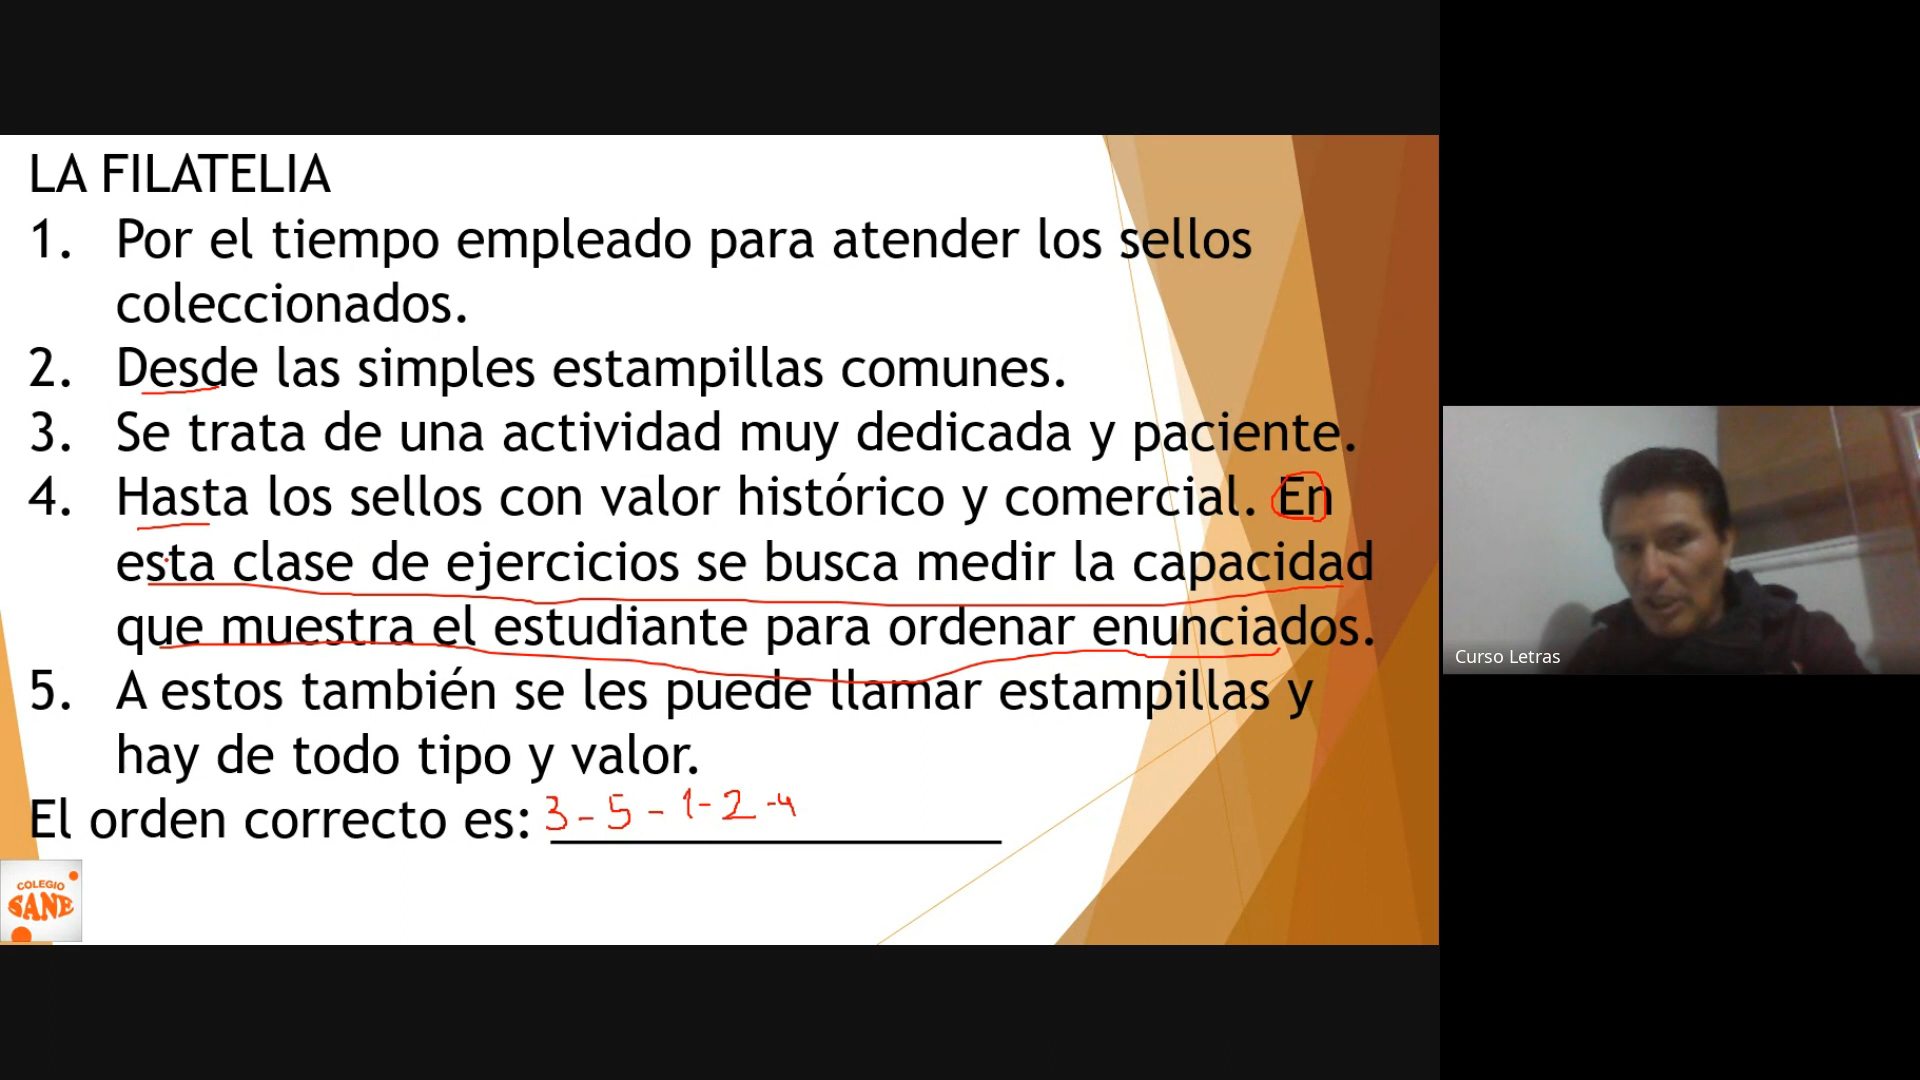 LA FILATELIA
1. Por el tiempo empleado para atender los sellos
coleccionados.
2. Desde las simples estampillas comunes.
3. Se trata de una actividad muy dedicada y paciente.
4. Hasta los sellos con valor histórico y comercial. En
esta clase de ejercicios se busca medir la capacidad
que muestra el estudiante para ordenar enunciados.
5. A estos también se les puede llamar estampillas y
hay de todo tipo y valor.
El orden correcto es: 3 - 5 - 1 - 2 - 4
COLEGIO
SANE
Curso Letras